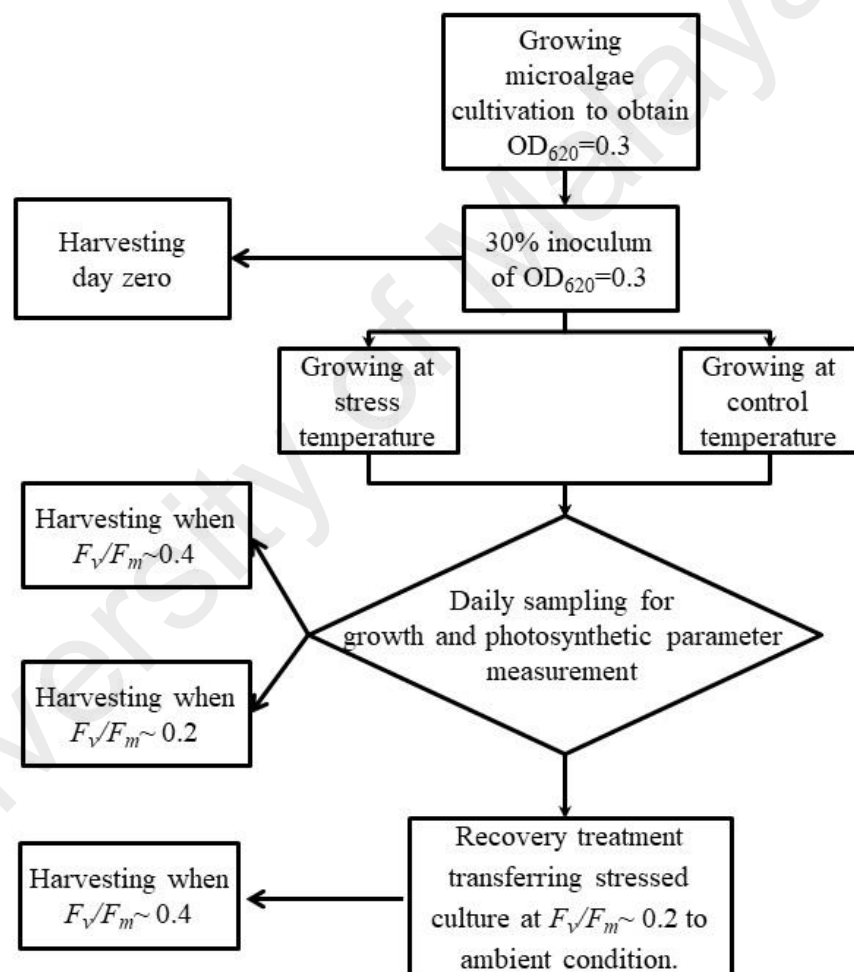 Growing
microalgae
cultivation to obtain
OD₆₂₀=0.3
Harvesting
day zero
30% inoculum
of OD₆₂₀=0.3
Growing at
stress
temperature
Growing at
control
temperature
Harvesting when
Fᵥ/Fₘ~0.4
Daily sampling for
growth and photosynthetic parameter
measurement
Harvesting when
Fᵥ/Fₘ~ 0.2
Recovery treatment
transferring stressed
culture at Fᵥ/Fₘ~ 0.2 to
ambient condition.
Harvesting when
Fᵥ/Fₘ~ 0.4
versity of Malaya